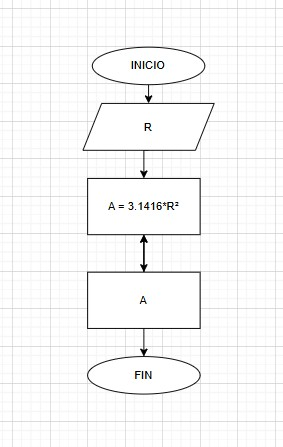 INICIO
R
A = 3.1416*R²
A
FIN